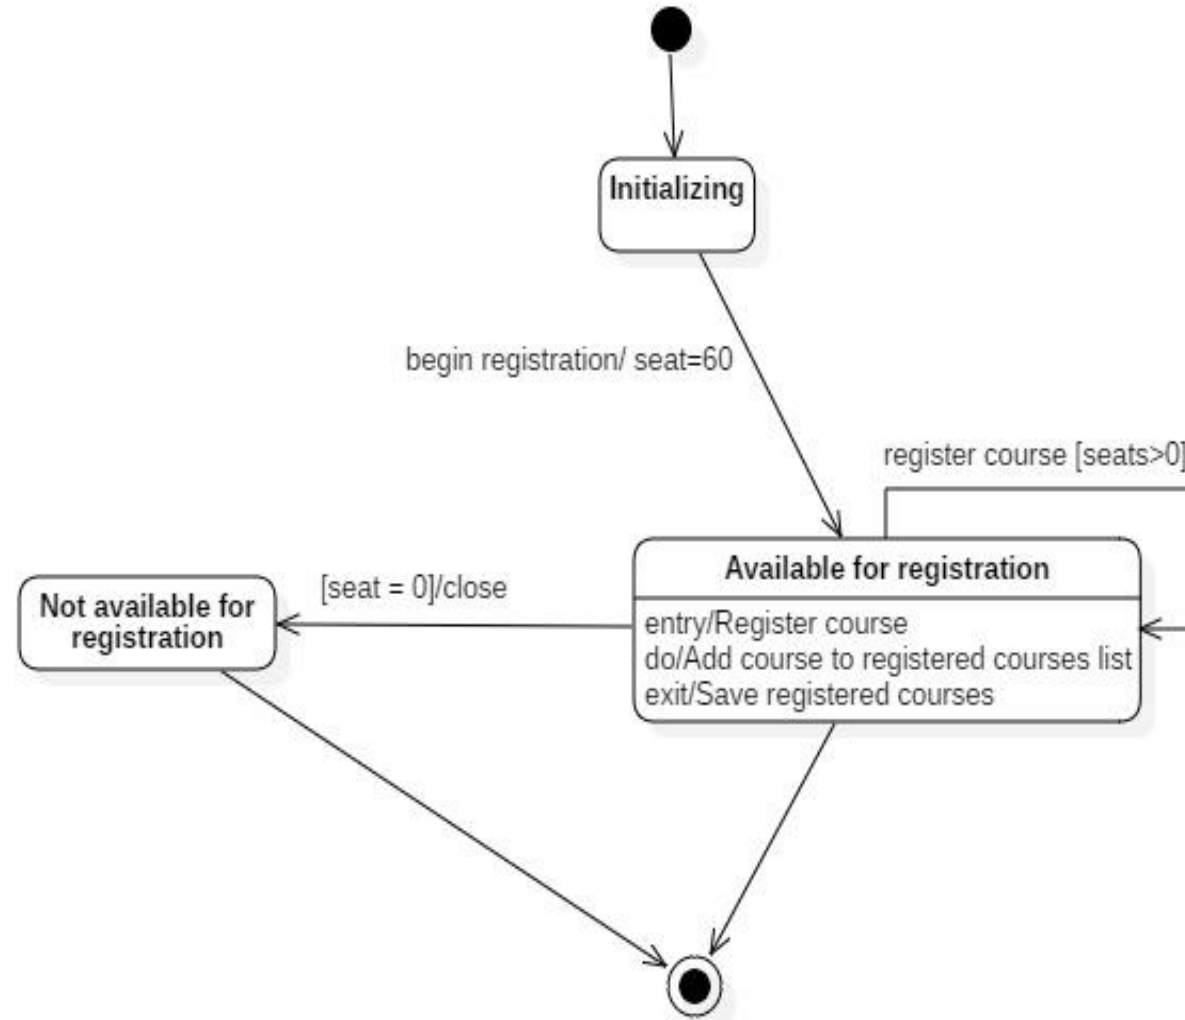 Initializing
begin registration/ seat=60
register course [seats>0]
Available for registration
entry/Register course
do/Add course to registered courses list
exit/Save registered courses
[seat = 0]/close
Not available for
registration